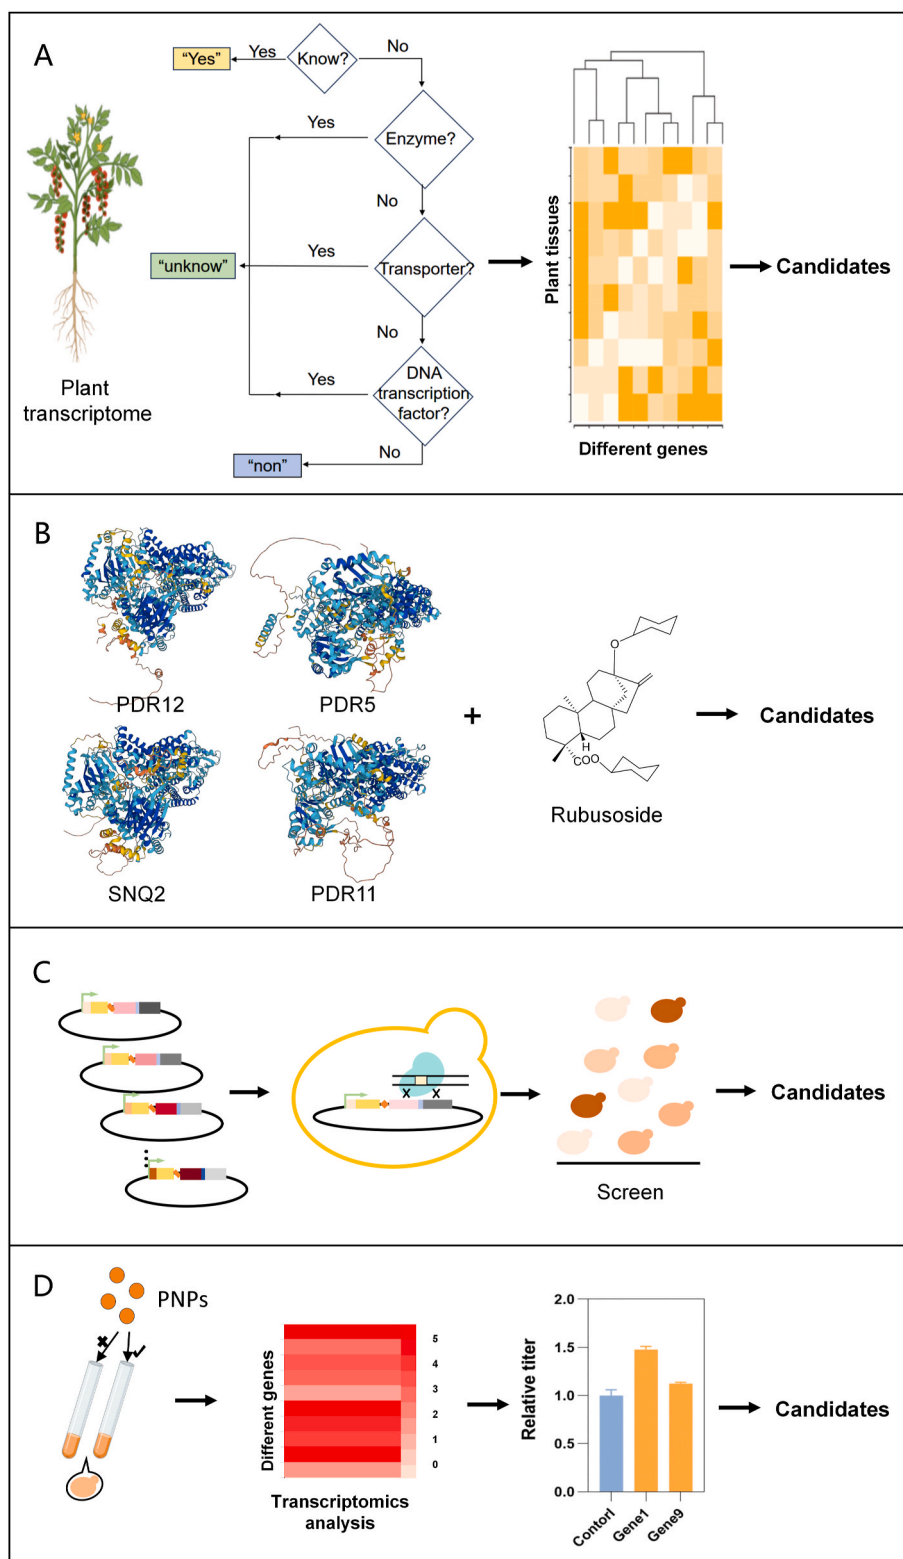 A
Know?
Yes
"Yes"
No
Enzyme?
Yes
No
Transporter?
Yes
"unknow"
No
DNA
transcription
factor?
Yes
No
"non"
Plant
transcriptome
Plant tissues
Different genes
Candidates
B
PDR12
PDR5
SNQ2
PDR11
+
O
H
COO
Rubusoside
Candidates
C
X X
Screen
Candidates
D
PNPs
Different genes
5
4
3
2
1
0
Transcriptomics
analysis
Relative titer
2.0
1.5
1.0
0.5
0.0
Contorl
Gene1
Gene9
Candidates